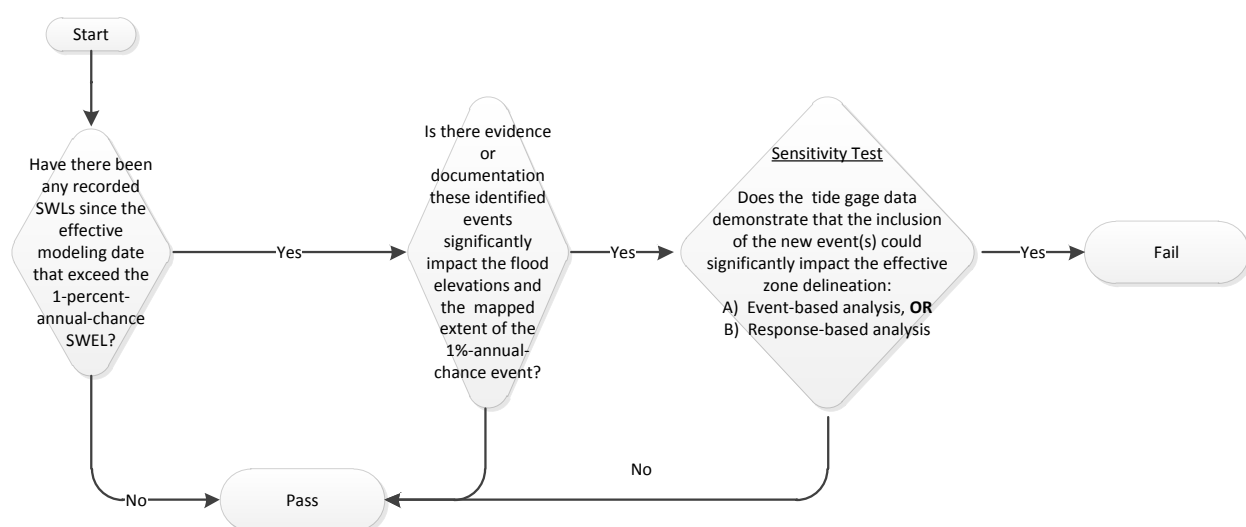 Start
Have there been
any recorded
SWLs since the
effective
modeling date
that exceed the
1-percent-
annual-chance
SWEL?
Yes
Is there evidence
or
documentation
these identified
events
significantly
impact the flood
elevations and
the mapped
extent of the
1%-annual-
chance event?
Yes
Sensitivity Test
Does the tide gage data
demonstrate that the inclusion
of the new event(s) could
significantly impact the effective
zone delineation:
A) Event-based analysis, OR
B) Response-based analysis
Yes
Fail
No
No
Pass